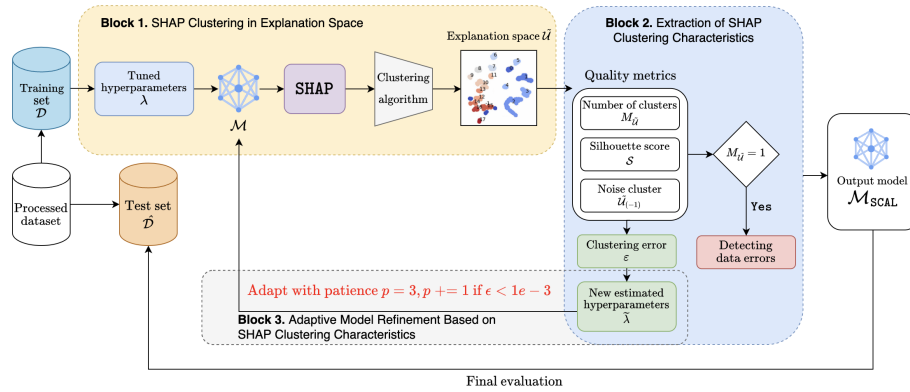 Block 1. SHAP Clustering in Explanation Space
Explanation space 𝒰̃
Block 2. Extraction of SHAP
Clustering Characteristics
Training
set
𝒟
Tuned
hyperparameters
λ
ℳ
SHAP
Clustering
algorithm
Quality metrics
Number of clusters
M_𝒰̃
Silhouette score
𝒮
Noise cluster
𝒰̃₍₋₁₎
M_𝒰̃ = 1
Yes
Output model
ℳ_SCAL
Processed
dataset
Test set
𝒟̂
Clustering error
ε
Detecting
data errors
Adapt with patience p = 3, p += 1 if ϵ < 1e − 3
New estimated
hyperparameters
λ̃
Block 3. Adaptive Model Refinement Based on
SHAP Clustering Characteristics
Final evaluation